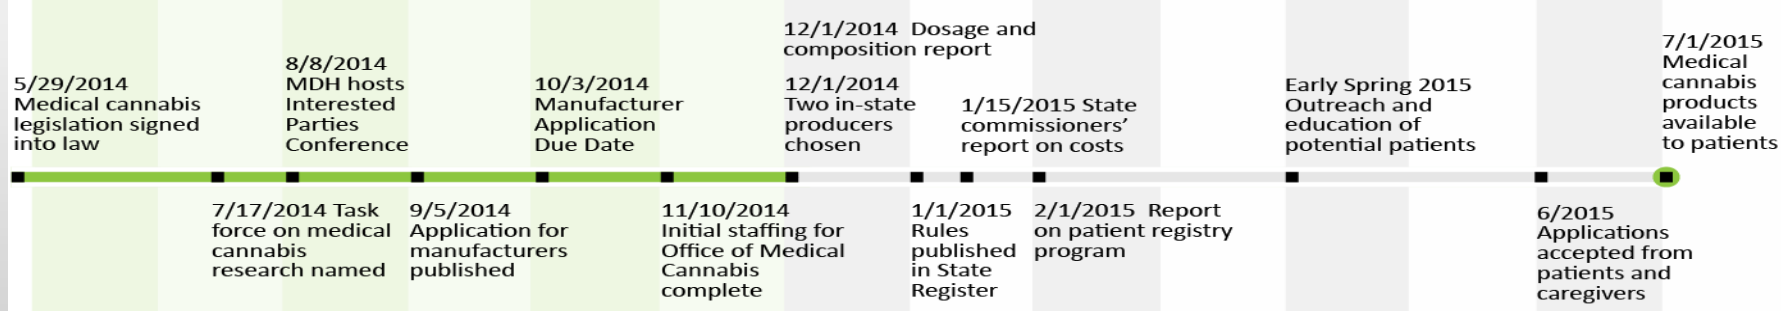 5/29/2014
Medical cannabis
legislation signed
into law
7/17/2014 Task
force on medical
cannabis
research named
8/8/2014
MDH hosts
Interested
Parties
Conference
9/5/2014
Application for
manufacturers
published
10/3/2014
Manufacturer
Application
Due Date
11/10/2014
Initial staffing for
Office of Medical
Cannabis
complete
12/1/2014 Dosage and
composition report
12/1/2014
Two in-state
producers
chosen
1/1/2015
Rules
published
in State
Register
1/15/2015 State
commissioners’
report on costs
2/1/2015 Report
on patient registry
program
Early Spring 2015
Outreach and
education of
potential patients
6/2015
Applications
accepted from
patients and
caregivers
7/1/2015
Medical
cannabis
products
available
to patients